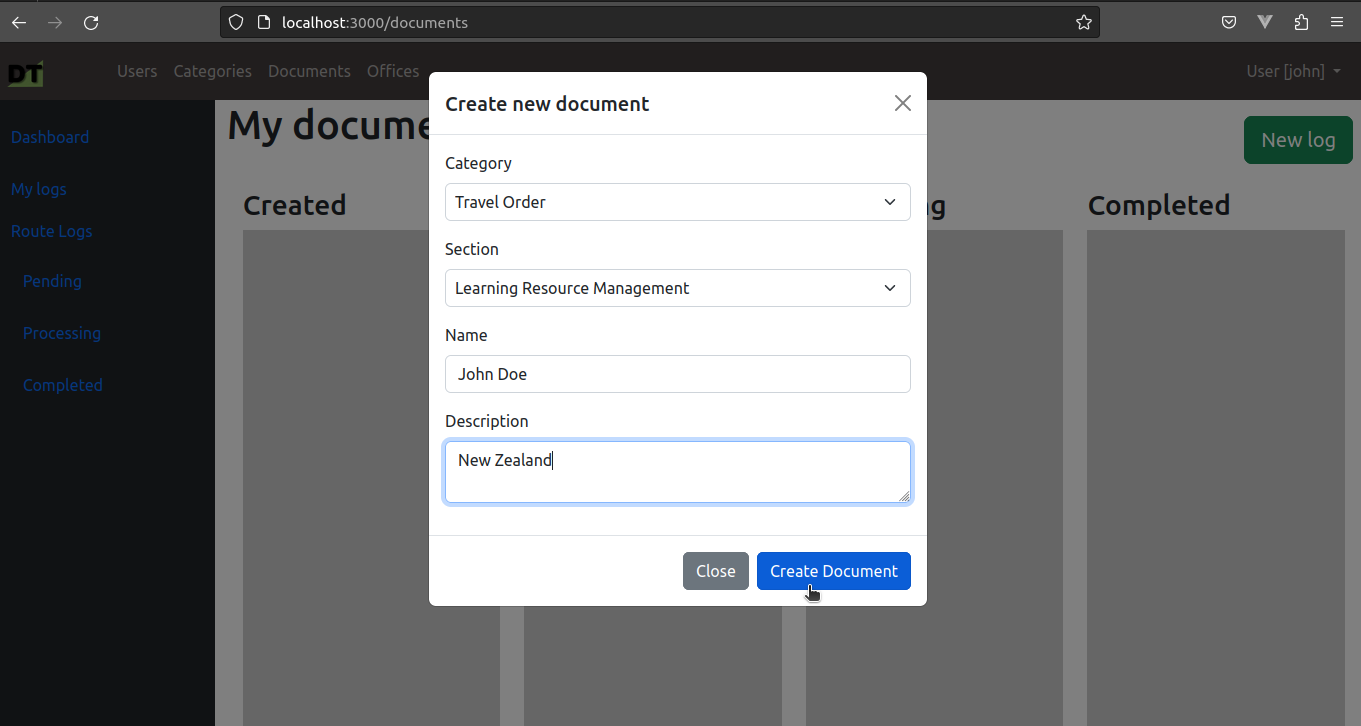 localhost:3000/documents
DT
Users Categories Documents Offices
User [john]
Dashboard
My logs
Route Logs
Pending
Processing
Completed
New log
Created
Completed
Create new document
Category
Travel Order
Section
Learning Resource Management
Name
John Doe
Description
New Zealand
Close
Create Document